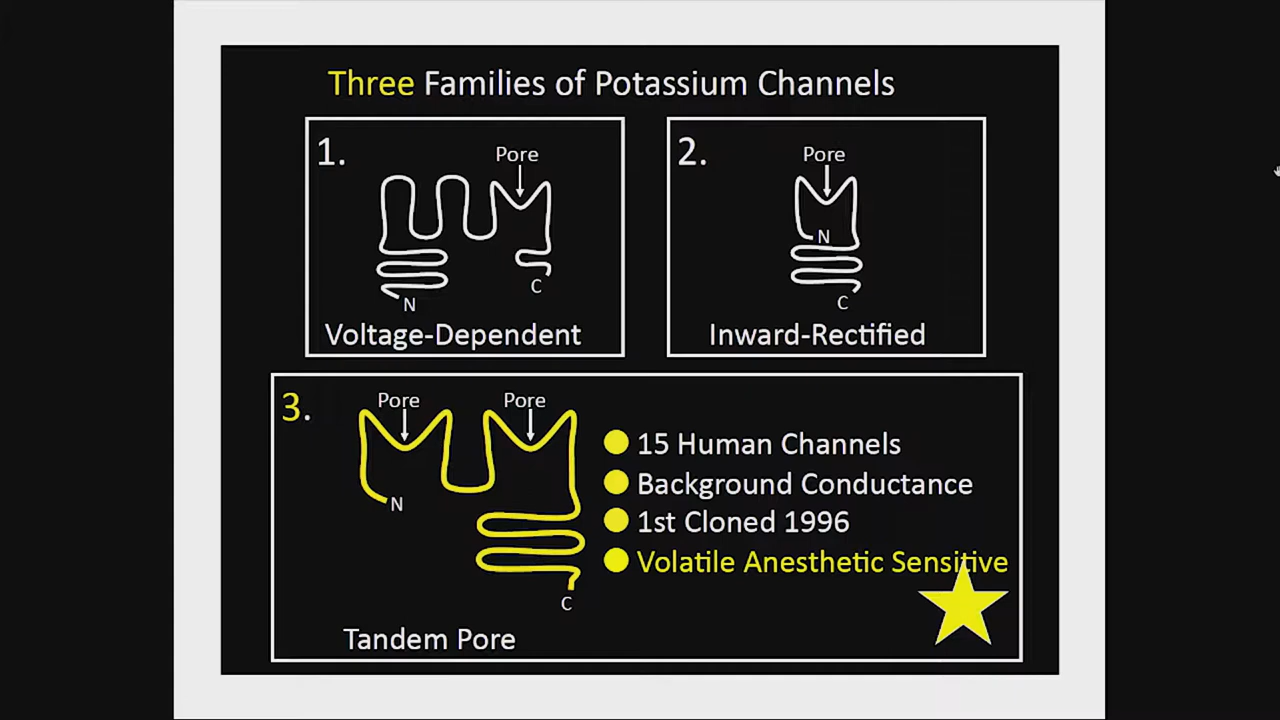 Three Families of Potassium Channels
1.
Pore
N
C
Voltage-Dependent
2.
Pore
N
C
Inward-Rectified
3.
Pore
Pore
N
C
Tandem Pore
15 Human Channels
Background Conductance
1st Cloned 1996
Volatile Anesthetic Sensitive